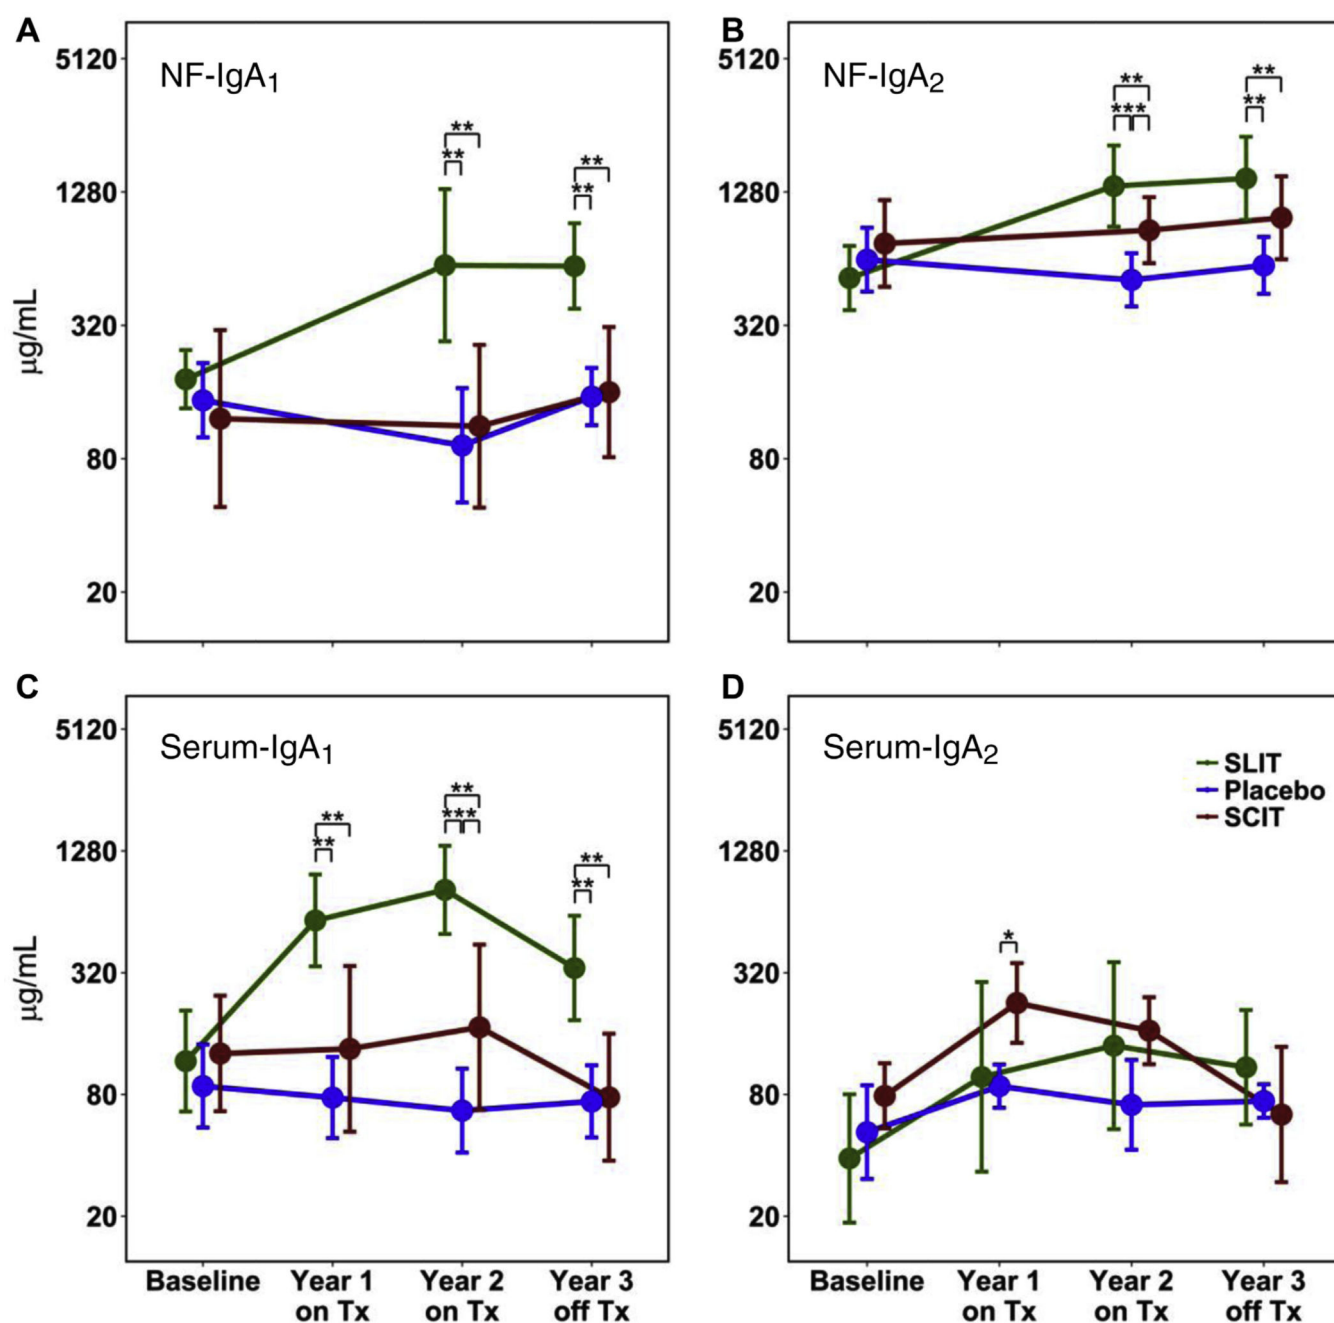 A
NF-IgA1
5120
1280
320
80
20
µg/mL
**
**
**
**
B
NF-IgA2
5120
1280
320
80
20
**
***
**
**
C
Serum-IgA1
5120
1280
320
80
20
µg/mL
**
**
**
***
**
**
Baseline
Year 1
on Tx
Year 2
on Tx
Year 3
off Tx
D
Serum-IgA2
5120
1280
320
80
20
SLIT
Placebo
SCIT
*
Baseline
Year 1
on Tx
Year 2
on Tx
Year 3
off Tx